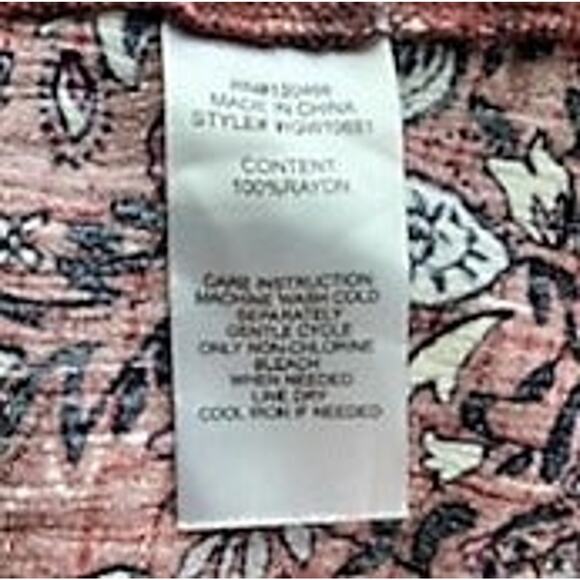 MADE IN CHINA
STYLE#
CONTENT:
100%RAYON
CARE INSTRUCTION
MACHINE WASH COLD
SEPARATELY
GENTLE CYCLE
ONLY NON-CHLORINE
BLEACH
WHEN NEEDED
LINE DRY
COOL IRON IF NEEDED